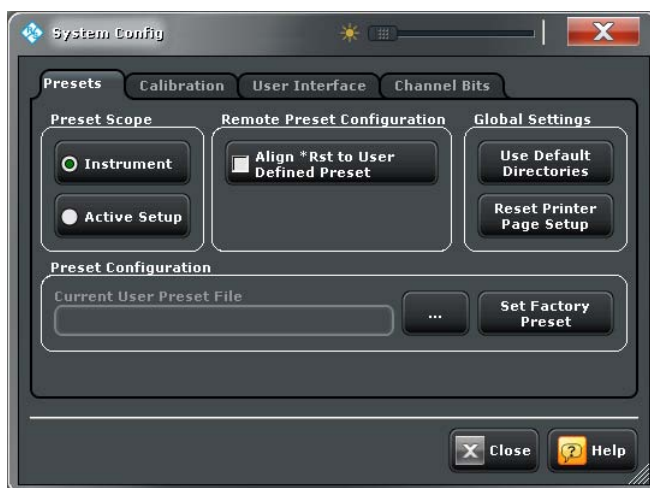 System Config
Presets
Calibration
User Interface
Channel Bits
Preset Scope
Instrument
Active Setup
Remote Preset Configuration
Align *Rst to User
Defined Preset
Global Settings
Use Default
Directories
Reset Printer
Page Setup
Preset Configuration
Current User Preset File
...
Set Factory
Preset
Close
Help